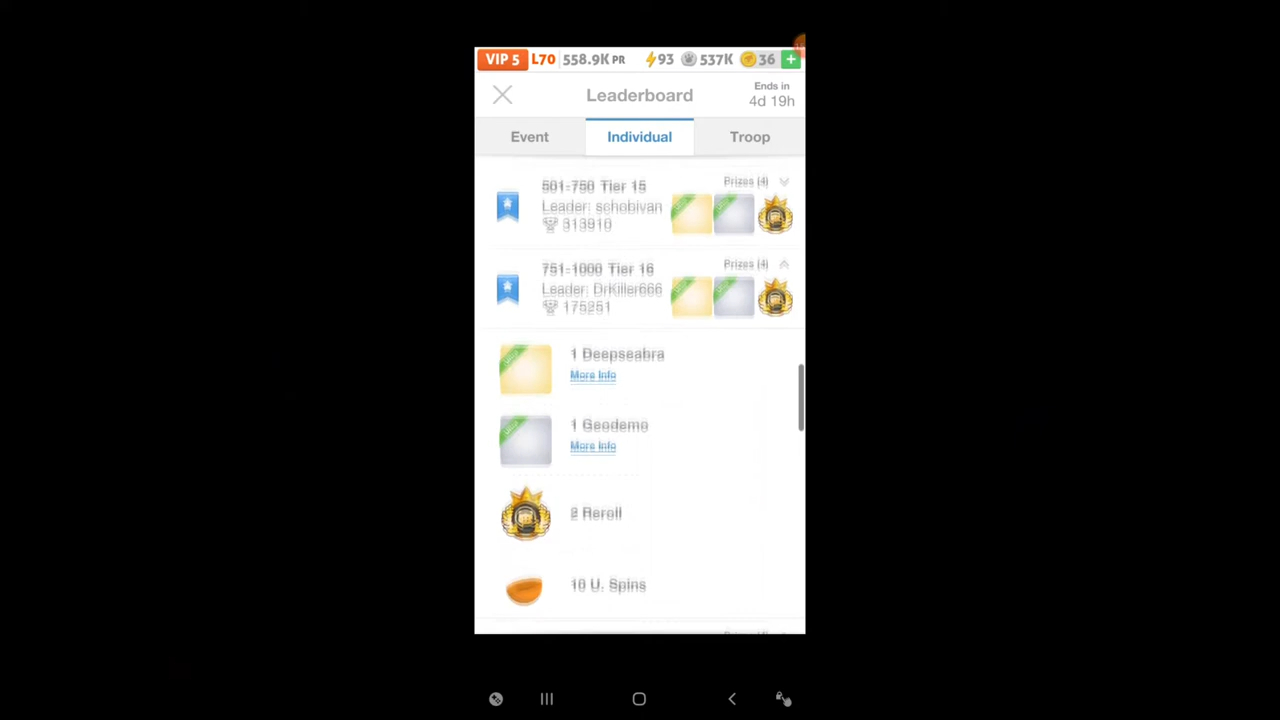 VIP 5 L70 558.9K PR 93 537K 36
Leaderboard
Ends in
4d 19h
Event Individual Troop
501-750 Tier 15
Prizes (4)
Leader: schobivan
313910
751-1000 Tier 16
Prizes (4)
Leader: DrKiller666
175251
1 Deepseabra
More Info
1 Geodemo
More Info
2 Reroll
10 U. Spins